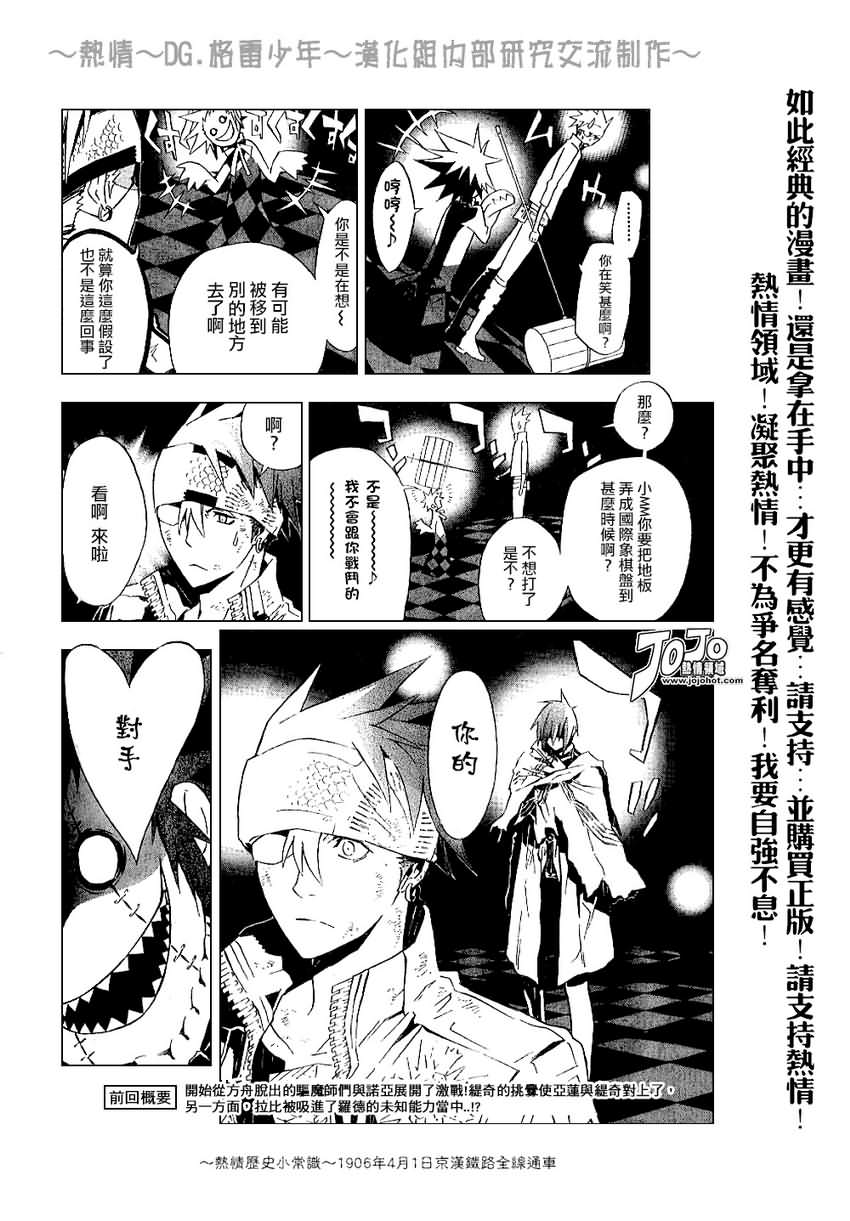 ～熱情～DG.格雷少年～漢化組内部研究交流制作～
如此經典的漫畫！還是拿在手中…才更有感覺…請支持…並購買正版！請支持熱情！
熱情領域！凝聚熱情！不為爭名奪利！我要自強不息！
………
你在笑甚麼啊？
哼
哼～♪
你是不是在想～
有可能
被移到
別的地方
去了啊
就算你這麼假設了
也不是這麼回事
那麼？
小MM你要把地板
弄成國際象棋盤到
甚麼時候啊？
不想打了
是不？
不是～～～♪
我不會跟你戰鬥的
啊？
看啊 來啦
JOJO
熱情領域
www.jojohot.com
你的
對手
前回概要
開始從方舟脫出的驅魔師們與諾亞展開了激戰!緹奇的挑釁使亞蓮與緹奇對上了，
另一方面，拉比被吸進了羅德的未知能力當中..!?
～熱情歷史小常識～1906年4月1日京漢鐵路全線通車